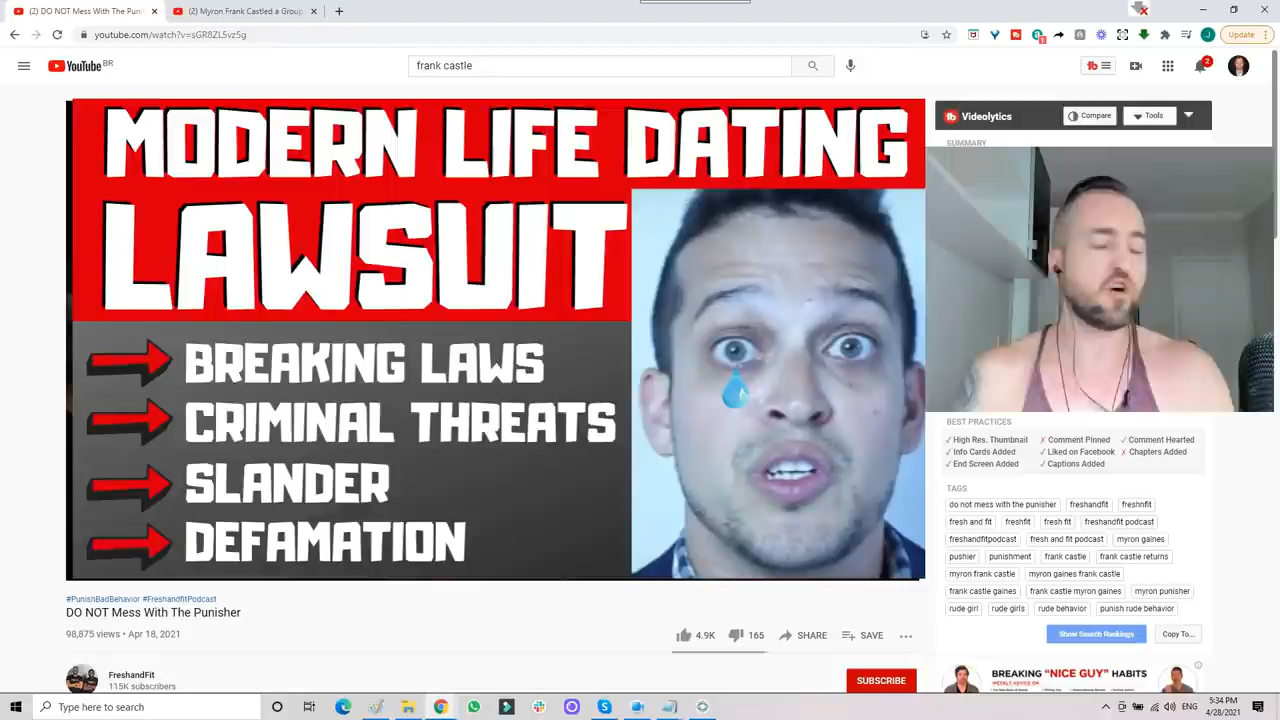 (2) DO NOT Mess With The Pun
(2) Myron Frank Castled a Group
youtube.com/watch?v=sGR8ZL5vz5g
Update
YouTube BR
frank castle
2
MODERN LIFE DATING
LAWSUIT
BREAKING LAWS
CRIMINAL THREATS
SLANDER
DEFAMATION
#PunishBadBehavior #FreshandfitPodcast
DO NOT Mess With The Punisher
98,875 views • Apr 18, 2021
4.9K 165 SHARE SAVE
FreshandFit
115K subscribers
SUBSCRIBE
Videolytics Compare Tools
SUMMARY
BEST PRACTICES
High Res. Thumbnail Comment Pinned Comment Hearted
Info Cards Added Liked on Facebook Chapters Added
End Screen Added Captions Added
TAGS
do not mess with the punisher freshandfit freshnfit
fresh and fit freshfit fresh fit freshandfit podcast
freshandfitpodcast fresh and fit podcast myron gaines
pushier punishment frank castle frank castle returns
myron frank castle myron gaines frank castle
frank castle gaines frank castle myron gaines myron punisher
rude girl rude girls rude behavior punish rude behavior
Show Search Rankings Copy To...
BREAKING "NICE GUY" HABITS
Type here to search
ENG
5:34 PM
4/28/2021